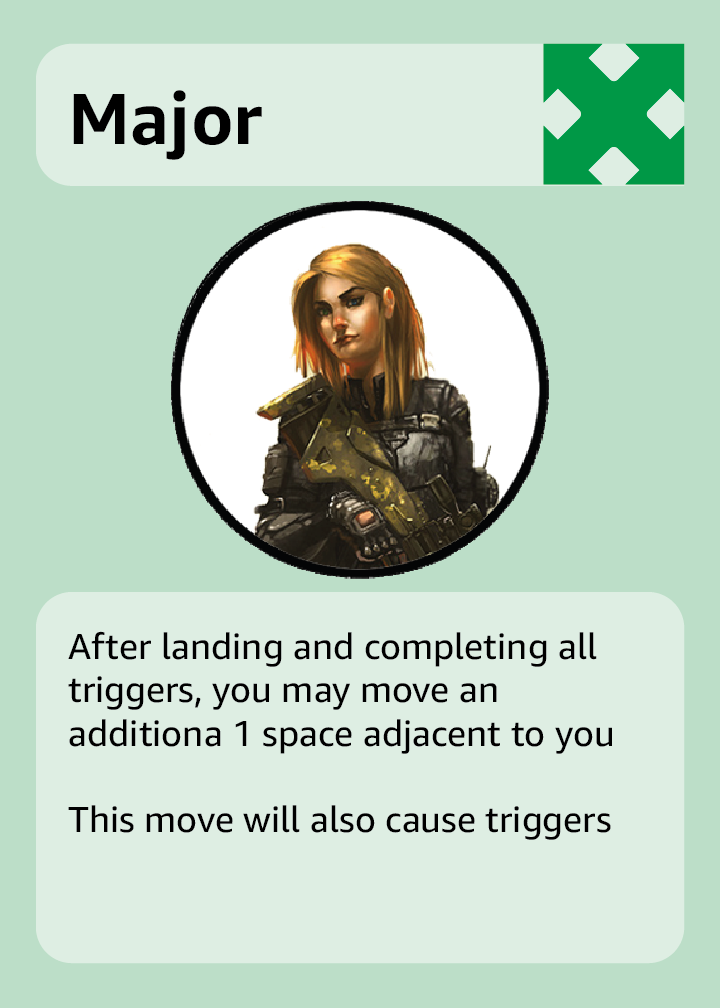 Major
After landing and completing all
triggers, you may move an
additiona 1 space adjacent to you
This move will also cause triggers